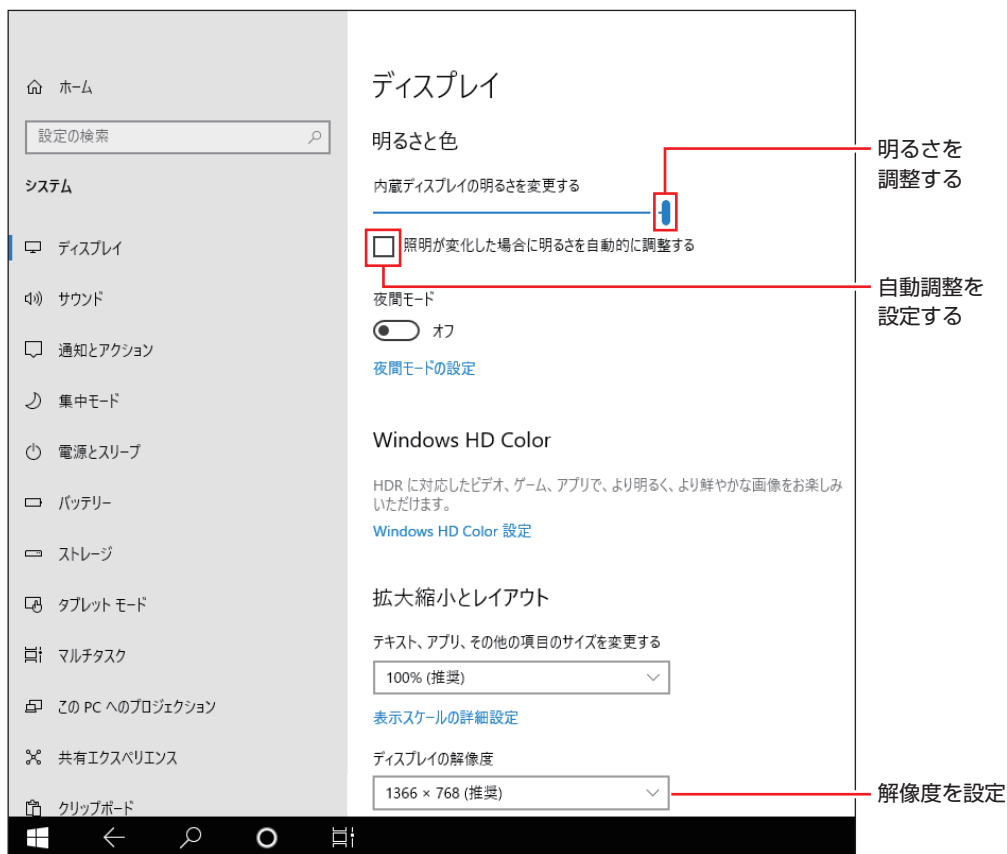 ホーム
設定の検索
システム
ディスプレイ
サウンド
通知とアクション
集中モード
電源とスリープ
バッテリー
ストレージ
タブレット モード
マルチタスク
この PC へのプロジェクション
共有エクスペリエンス
クリップボード
ディスプレイ
明るさと色
内蔵ディスプレイの明るさを変更する
照明が変化した場合に明るさを自動的に調整する
夜間モード
オフ
夜間モードの設定
Windows HD Color
HDR に対応したビデオ、ゲーム、アプリで、より明るく、より鮮やかな画像をお楽しみ
いただけます。
Windows HD Color 設定
拡大縮小とレイアウト
テキスト、アプリ、その他の項目のサイズを変更する
100% (推奨)
表示スケールの詳細設定
ディスプレイの解像度
1366 × 768 (推奨)
明るさを
調整する
自動調整を
設定する
解像度を設定